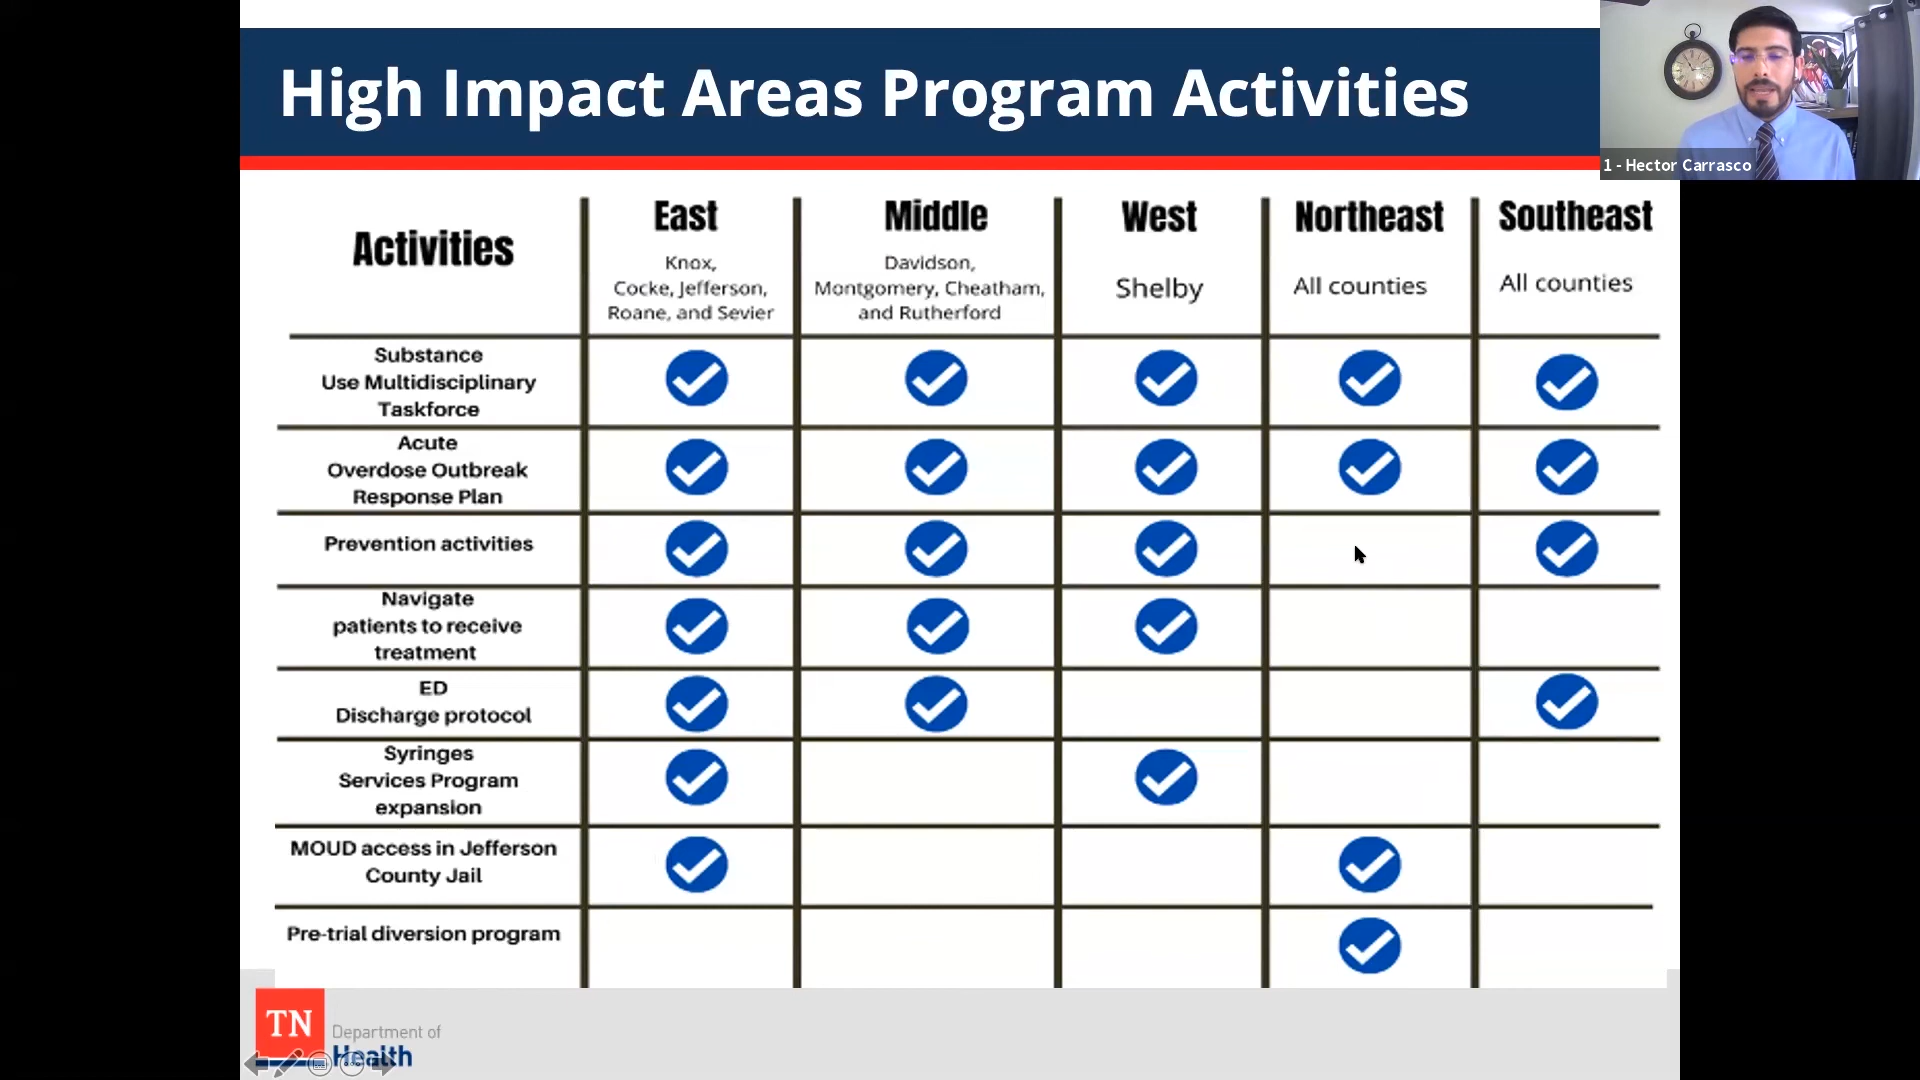 High Impact Areas Program Activities
1 - Hector Carrasco
Activities
East
Knox,
Cocke, Jefferson,
Roane, and Sevier
Middle
Davidson,
Montgomery, Cheatham,
and Rutherford
West
Shelby
Northeast
All counties
Southeast
All counties
Substance
Use Multidisciplinary
Taskforce
Acute
Overdose Outbreak
Response Plan
Prevention activities
Navigate
patients to receive
treatment
ED
Discharge protocol
Syringes
Services Program
expansion
MOUD access in Jefferson
County Jail
Pre-trial diversion program
TN
Department of
Health